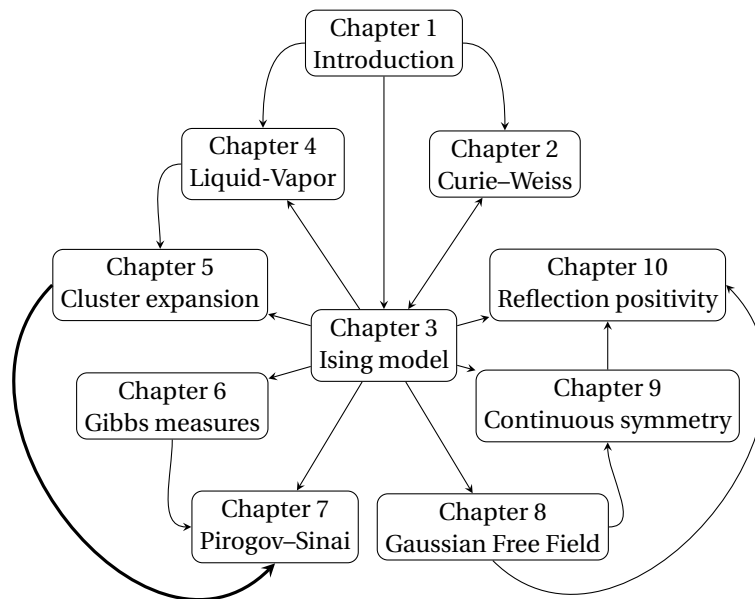 Chapter 1
Introduction
Chapter 4
Liquid-Vapor
Chapter 2
Curie–Weiss
Chapter 5
Cluster expansion
Chapter 10
Reflection positivity
Chapter 3
Ising model
Chapter 6
Gibbs measures
Chapter 9
Continuous symmetry
Chapter 7
Pirogov–Sinai
Chapter 8
Gaussian Free Field